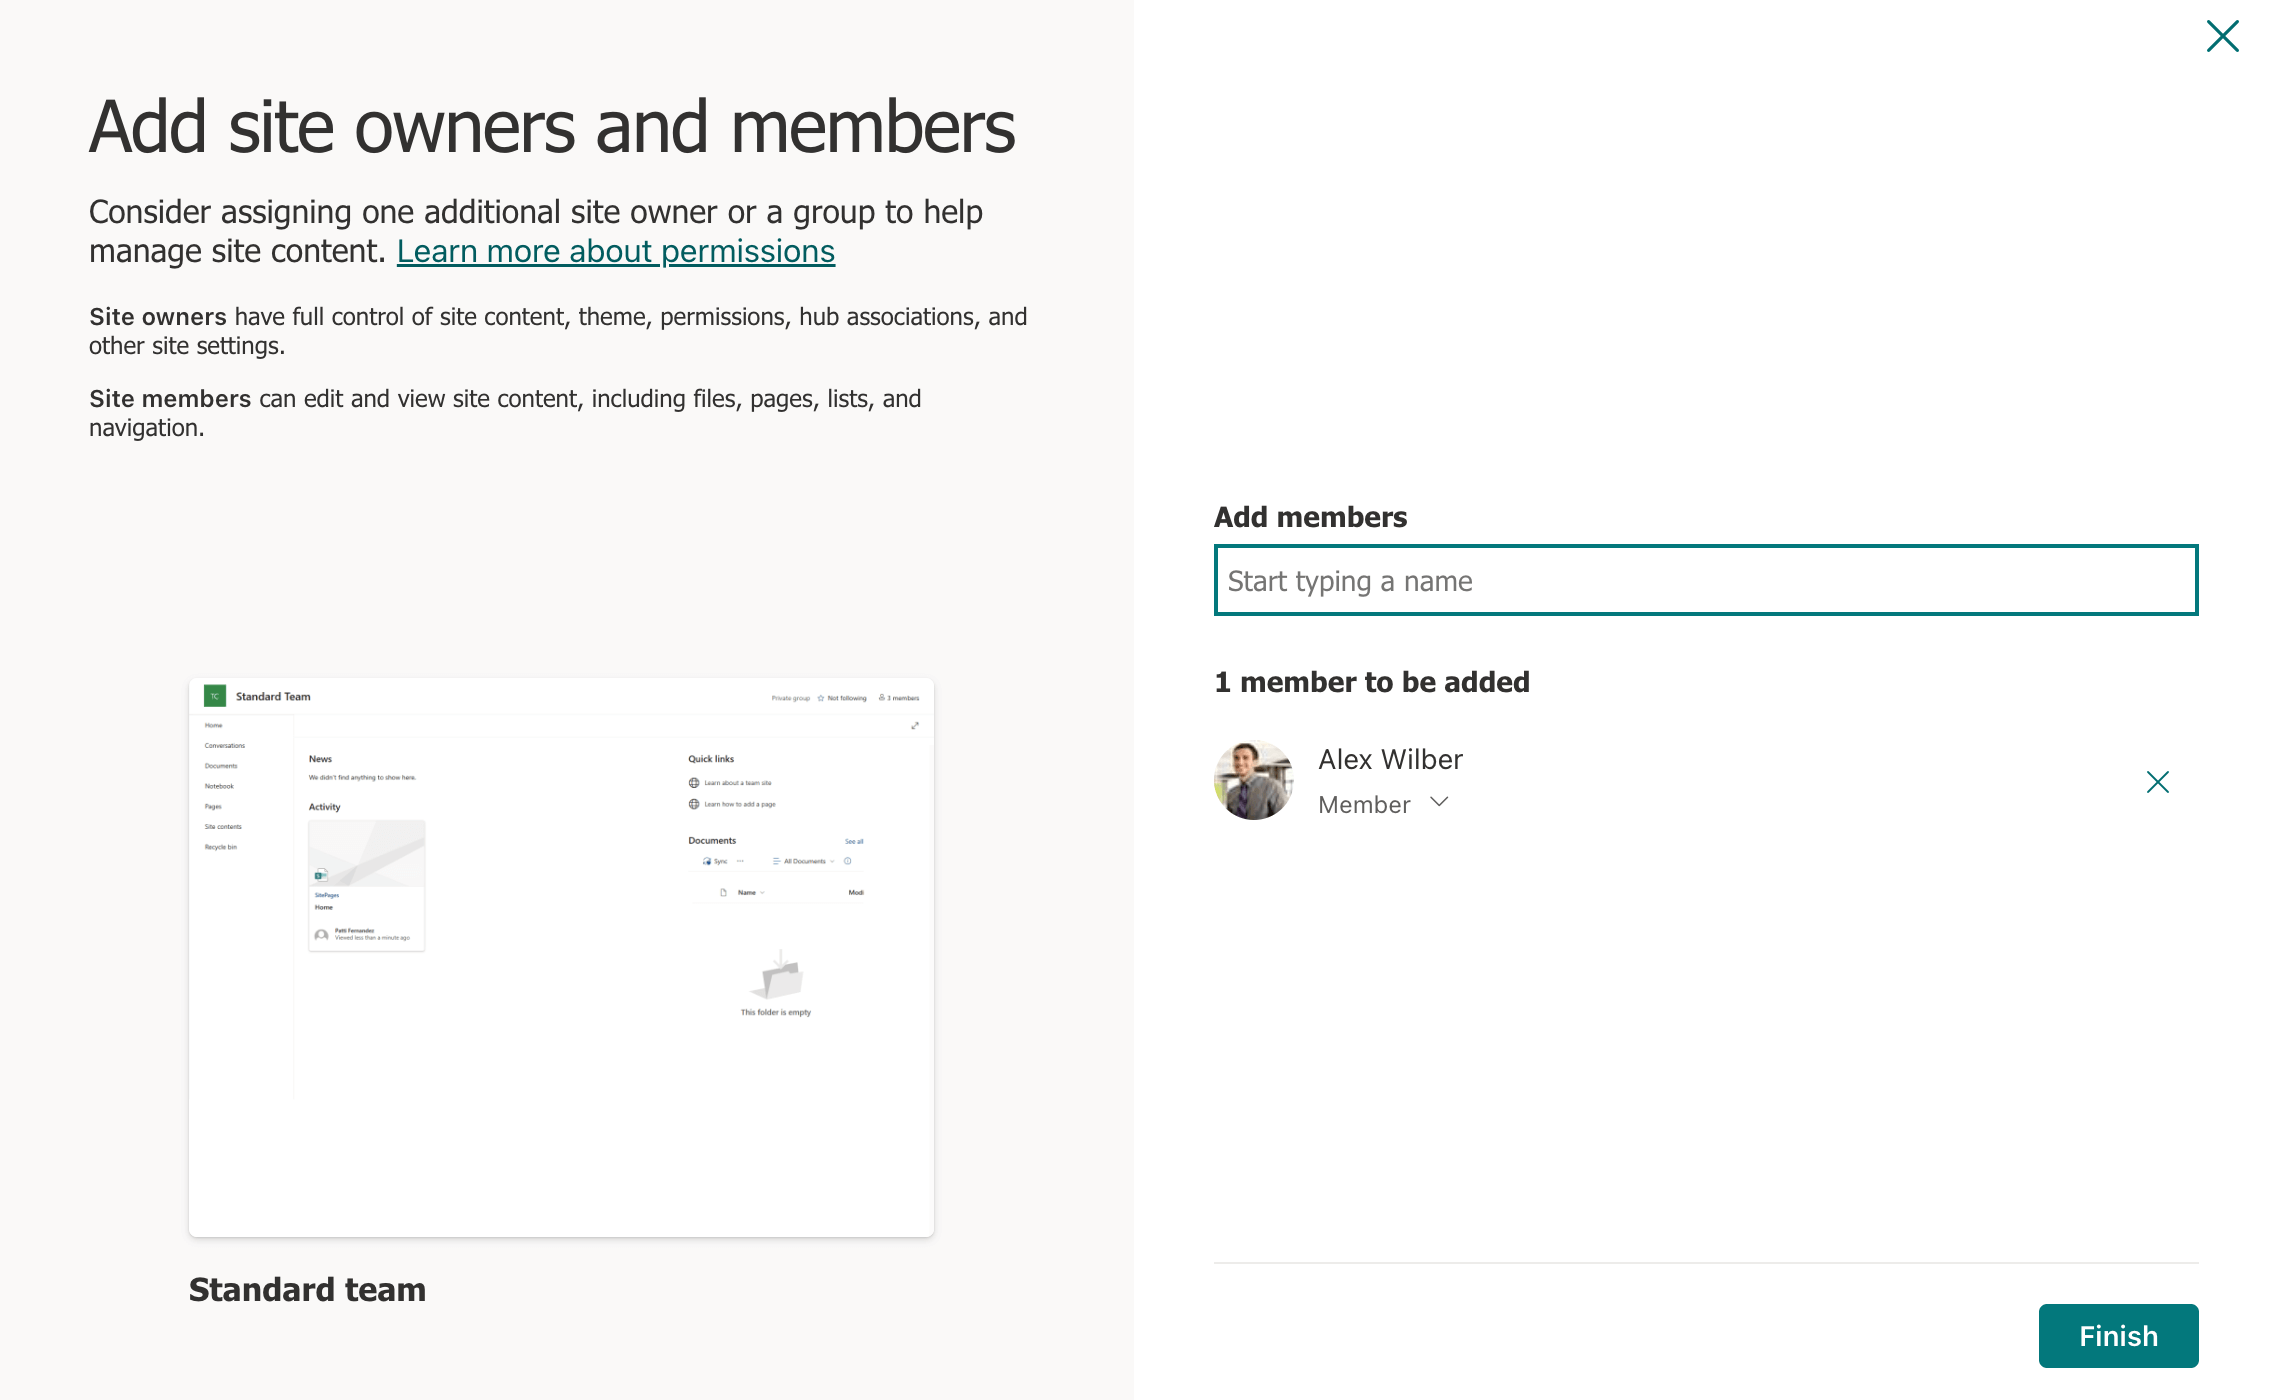 Add site owners and members
Consider assigning one additional site owner or a group to help
manage site content. Learn more about permissions
Site owners have full control of site content, theme, permissions, hub associations, and
other site settings.
Site members can edit and view site content, including files, pages, lists, and
navigation.
TC
Standard Team
Private group
Not following
3 members
Home
Conversations
Documents
Notebook
Pages
Site contents
Recycle bin
News
We didn't find anything to show here.
Activity
SitePages
Home
Patti Fernandez
Viewed less than a minute ago
Quick links
Learn about a team site
Learn how to add a page
Documents
See all
Sync
All Documents
Name
Modi
This folder is empty
Standard team
Add members
Start typing a name
1 member to be added
Alex Wilber
Member
Finish